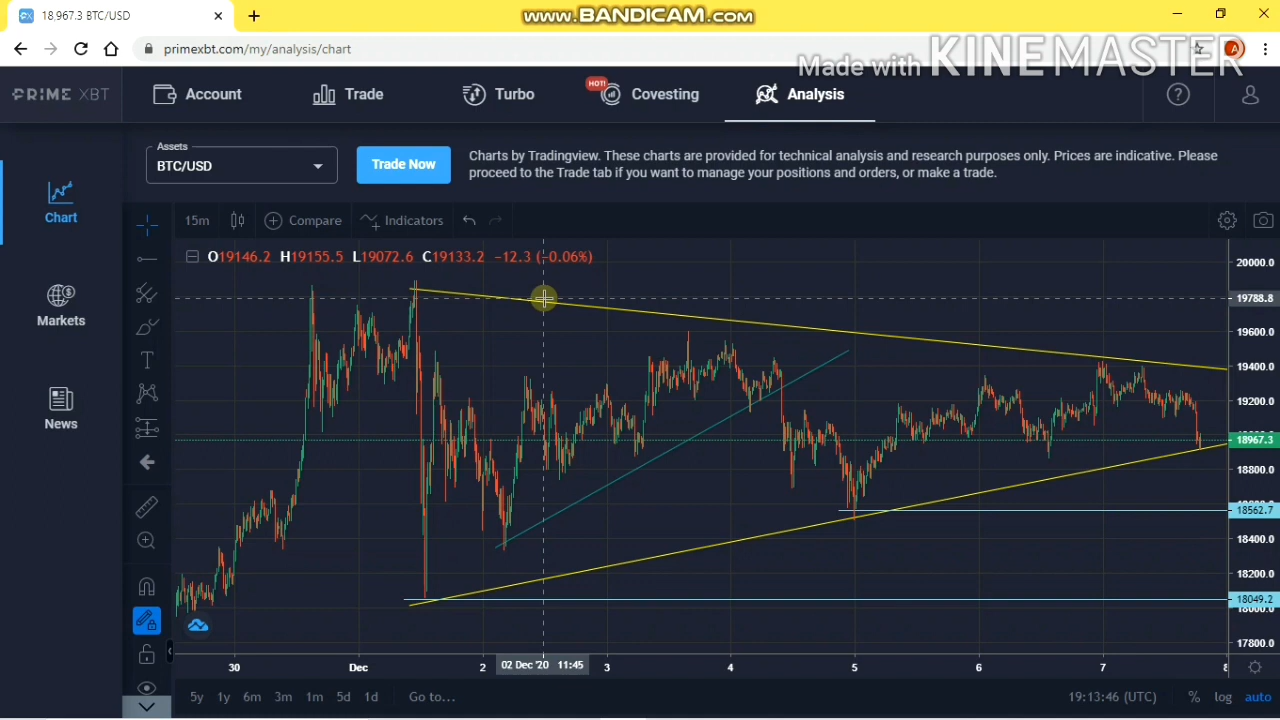 18.967.3 BTC/USD
www.BANDICAM.com
primexbt.com/my/analysis/chart
Made with KINEMASTER
PRIME XBT
Account
Trade
Turbo
HOT!
Covesting
Analysis
Assets
BTC/USD
Trade Now
Charts by Tradingview. These charts are provided for technical analysis and research purposes only. Prices are indicative. Please
proceed to the Trade tab if you want to manage your positions and orders, or make a trade.
Chart
Markets
News
15m
Compare
Indicators
O19146.2 H19155.5 L19072.6 C19133.2 −12.3 (−0.06%)
20000.0
19788.8
19600.0
19400.0
19200.0
18967.3
18800.0
18562.7
18400.0
18200.0
18049.2
18000.0
17800.0
30 Dec 2 02 Dec '20 11:45 3 4 5 6 7 8
5y 1y 6m 3m 1m 5d 1d Go to... 19:13:46 (UTC) % log auto